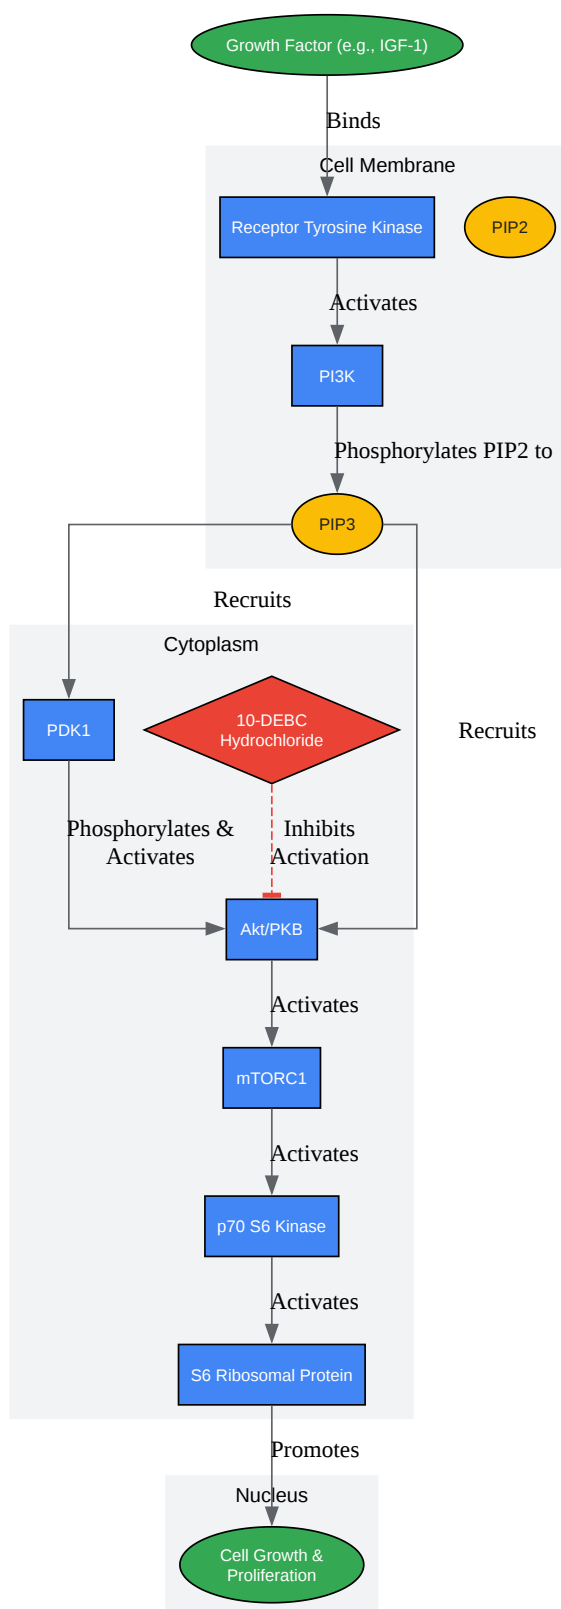 Growth Factor (e.g., IGF-1)
Binds
Cell Membrane
Receptor Tyrosine Kinase
PIP2
Activates
PI3K
Phosphorylates PIP2 to
PIP3
Recruits
Cytoplasm
PDK1
10-DEBC
Hydrochloride
Recruits
Phosphorylates &
Activates
Inhibits
Activation
Akt/PKB
Activates
mTORC1
Activates
p70 S6 Kinase
Activates
S6 Ribosomal Protein
Promotes
Nucleus
Cell Growth &
Proliferation